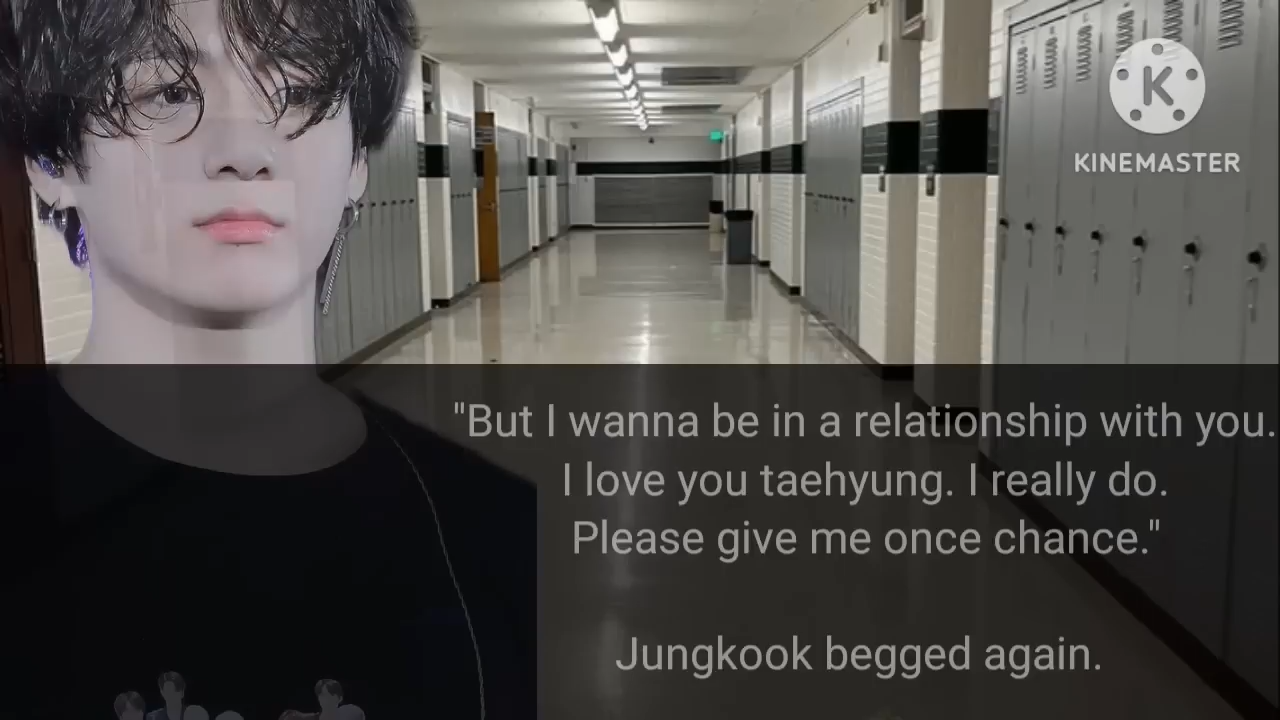 K
KINEMASTER
"But I wanna be in a relationship with you.
I love you taehyung. I really do.
Please give me once chance."
Jungkook begged again.